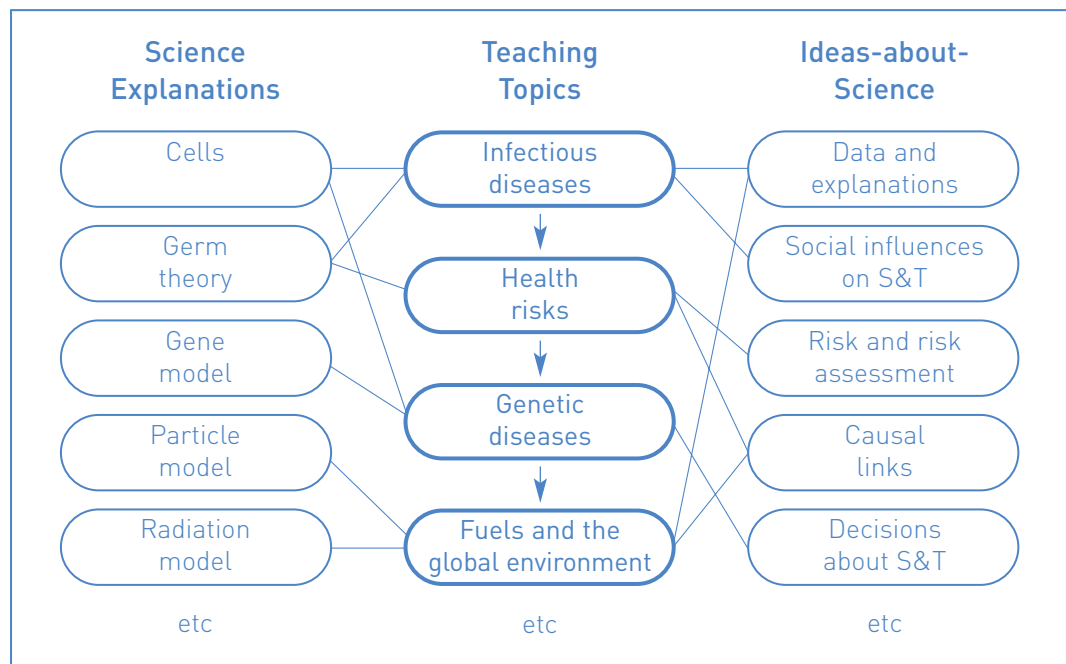 Science
Explanations
Cells
Germ
theory
Gene
model
Particle
model
Radiation
model
etc
Teaching
Topics
Infectious
diseases
Health
risks
Genetic
diseases
Fuels and the
global environment
etc
Ideas-about-
Science
Data and
explanations
Social influences
on S&T
Risk and risk
assessment
Causal
links
Decisions
about S&T
etc